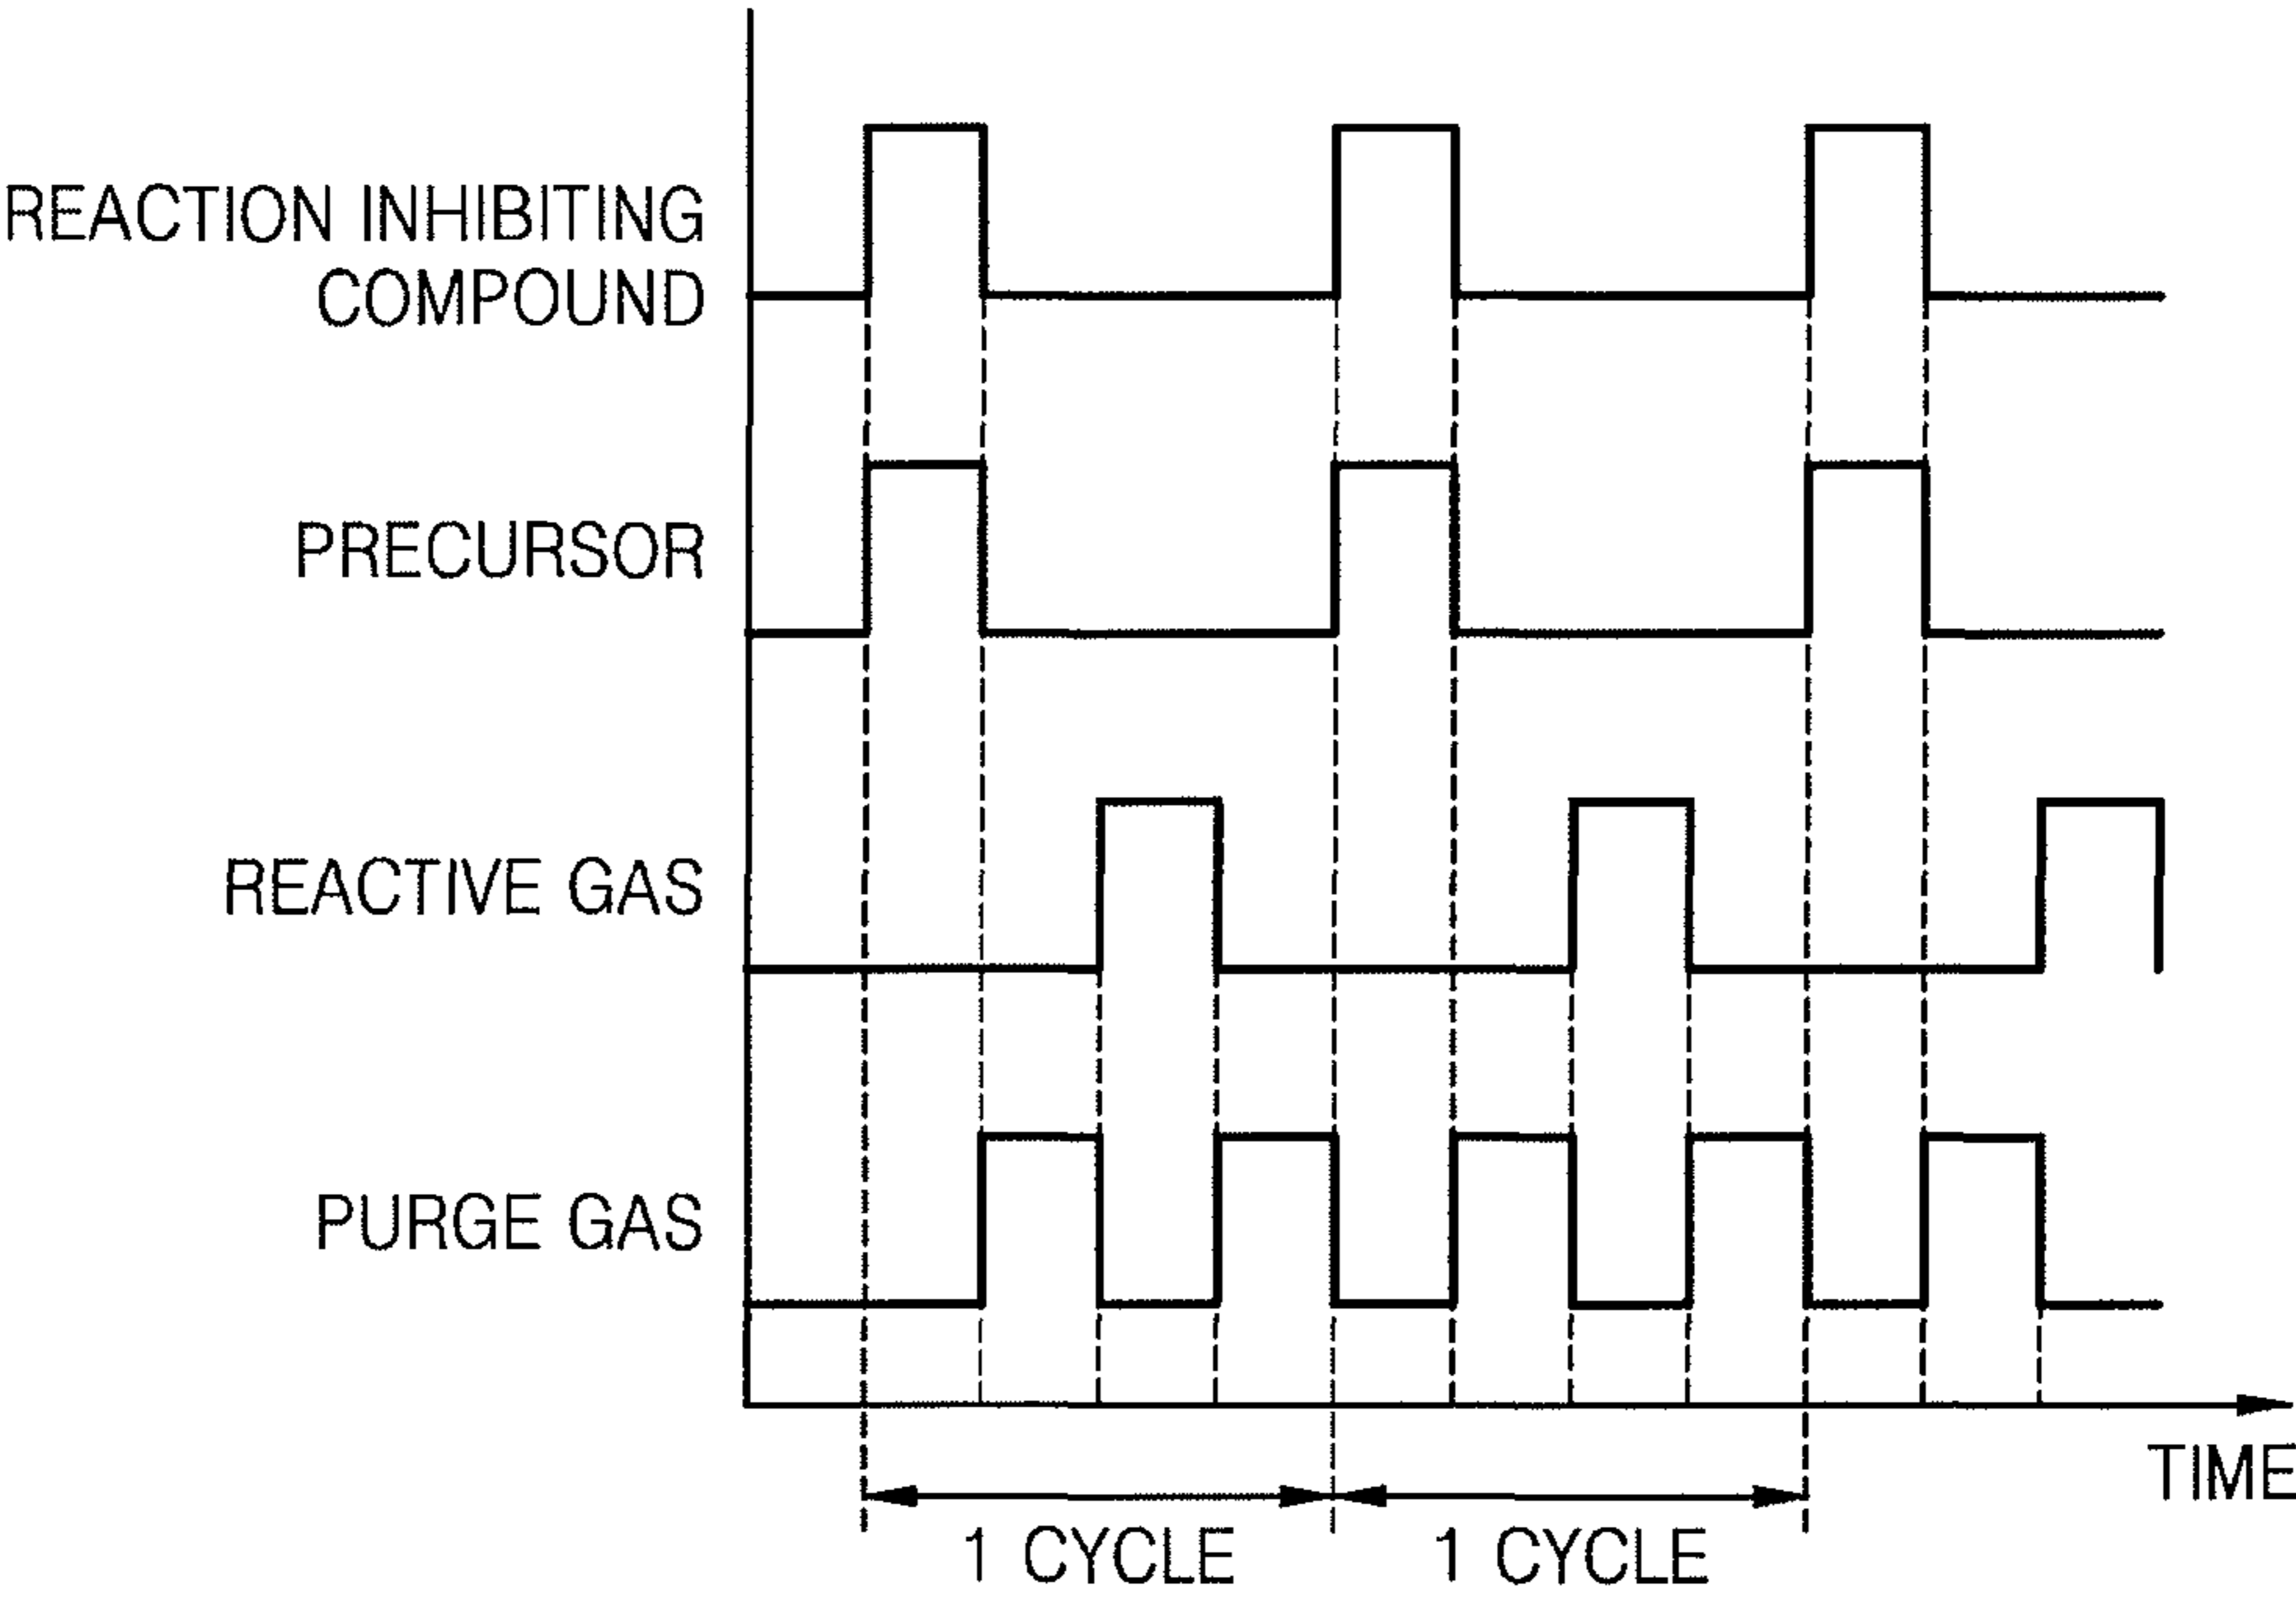 REACTION INHIBITING
COMPOUND
PRECURSOR
REACTIVE GAS
PURGE GAS
TIME
1 CYCLE
1 CYCLE